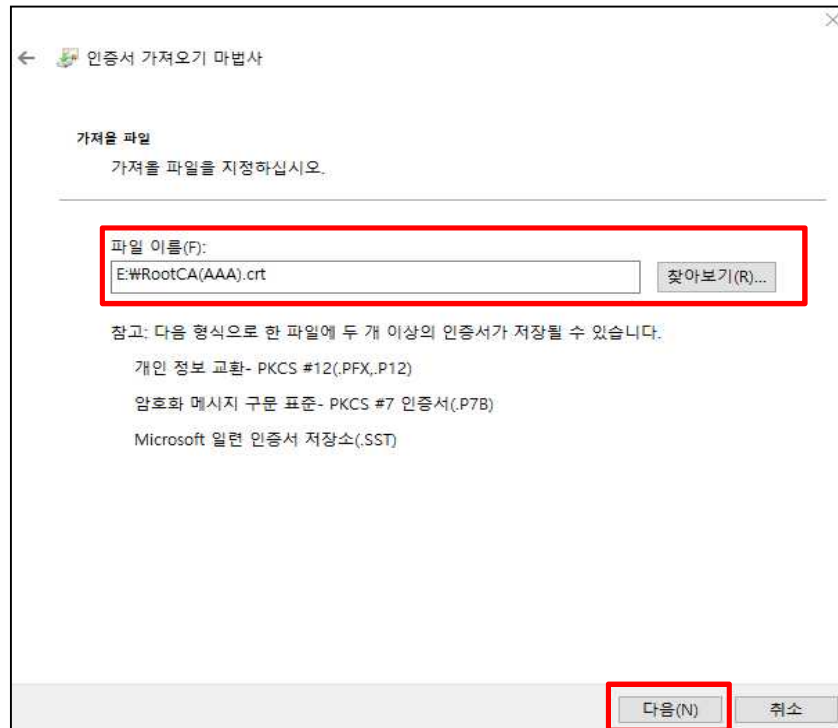 인증서 가져오기 마법사
가져올 파일
가져올 파일을 지정하십시오.
파일 이름(F):
E:₩RootCA(AAA).crt
찾아보기(R)...
참고: 다음 형식으로 한 파일에 두 개 이상의 인증서가 저장될 수 있습니다.
개인 정보 교환- PKCS #12(.PFX,.P12)
암호화 메시지 구문 표준- PKCS #7 인증서(.P7B)
Microsoft 일련 인증서 저장소(.SST)
다음(N)
취소